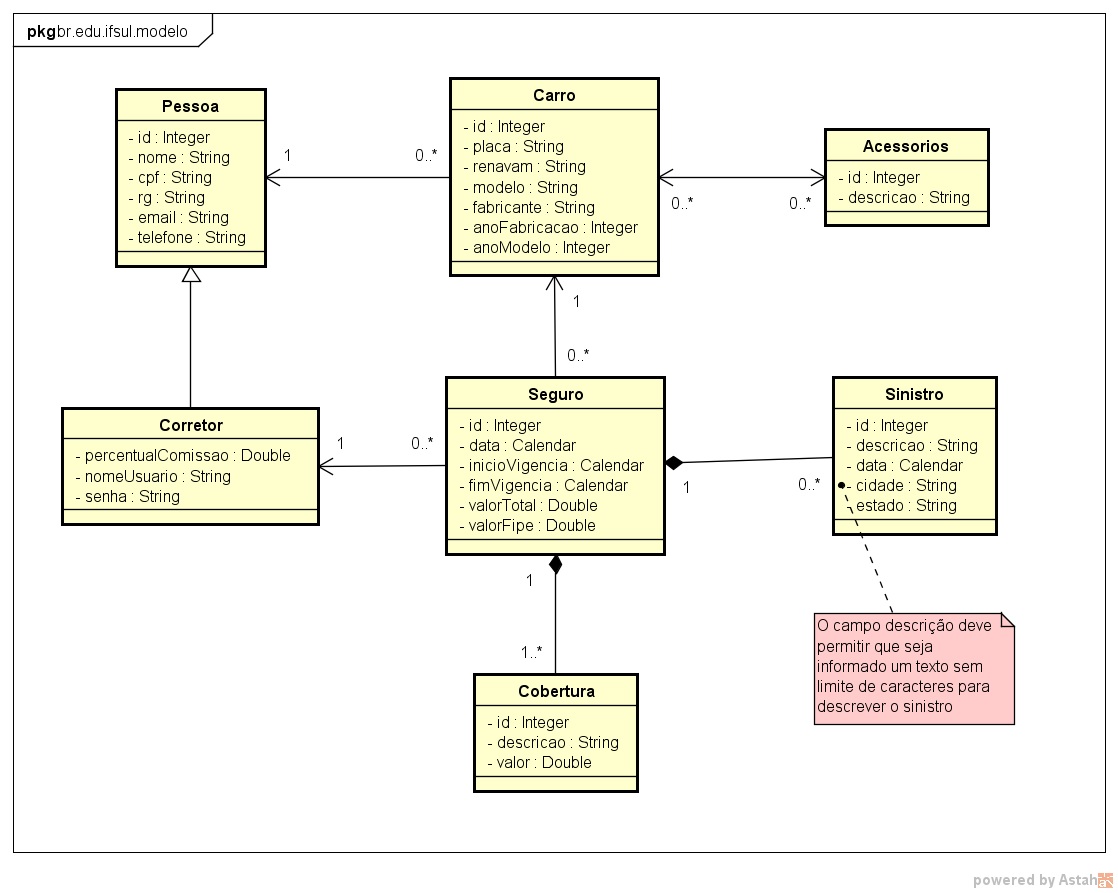 pkgbr.edu.ifsul.modelo
Pessoa
- id : Integer
- nome : String
- cpf : String
- rg : String
- email : String
- telefone : String
1
0..*
Carro
- id : Integer
- placa : String
- renavam : String
- modelo : String
- fabricante : String
- anoFabricacao : Integer
- anoModelo : Integer
0..*
0..*
Acessorios
- id : Integer
- descricao : String
1
0..*
Corretor
- percentualComissao : Double
- nomeUsuario : String
- senha : String
1
0..*
Seguro
- id : Integer
- data : Calendar
- inicioVigencia : Calendar
- fimVigencia : Calendar
- valorTotal : Double
- valorFipe : Double
1
0..*
Sinistro
- id : Integer
- descricao : String
- data : Calendar
- cidade : String
- estado : String
1
1..*
Cobertura
- id : Integer
- descricao : String
- valor : Double
O campo descrição deve
permitir que seja
informado um texto sem
limite de caracteres para
descrever o sinistro
powered by Astah